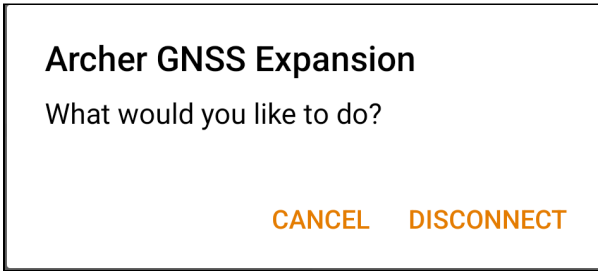 Archer GNSS Expansion
What would you like to do?
CANCEL DISCONNECT